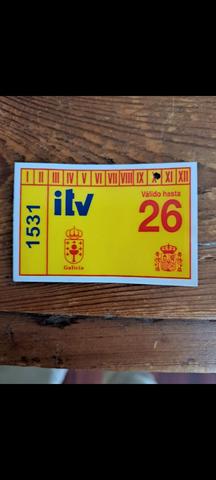 I II III IV V VI VII VIII IX X XI XII
1531
itv
Válido hasta
26
Galicia